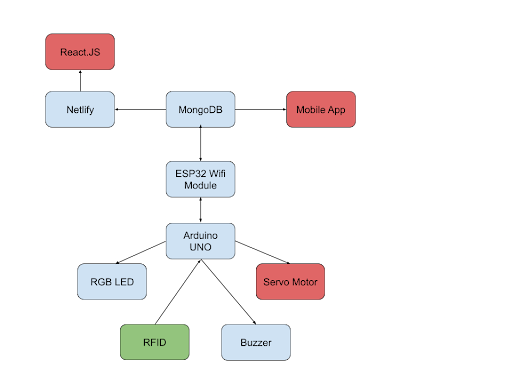 React.JS
Netlify
MongoDB
Mobile App
ESP32 Wifi
Module
Arduino
UNO
RGB LED
Servo Motor
RFID
Buzzer